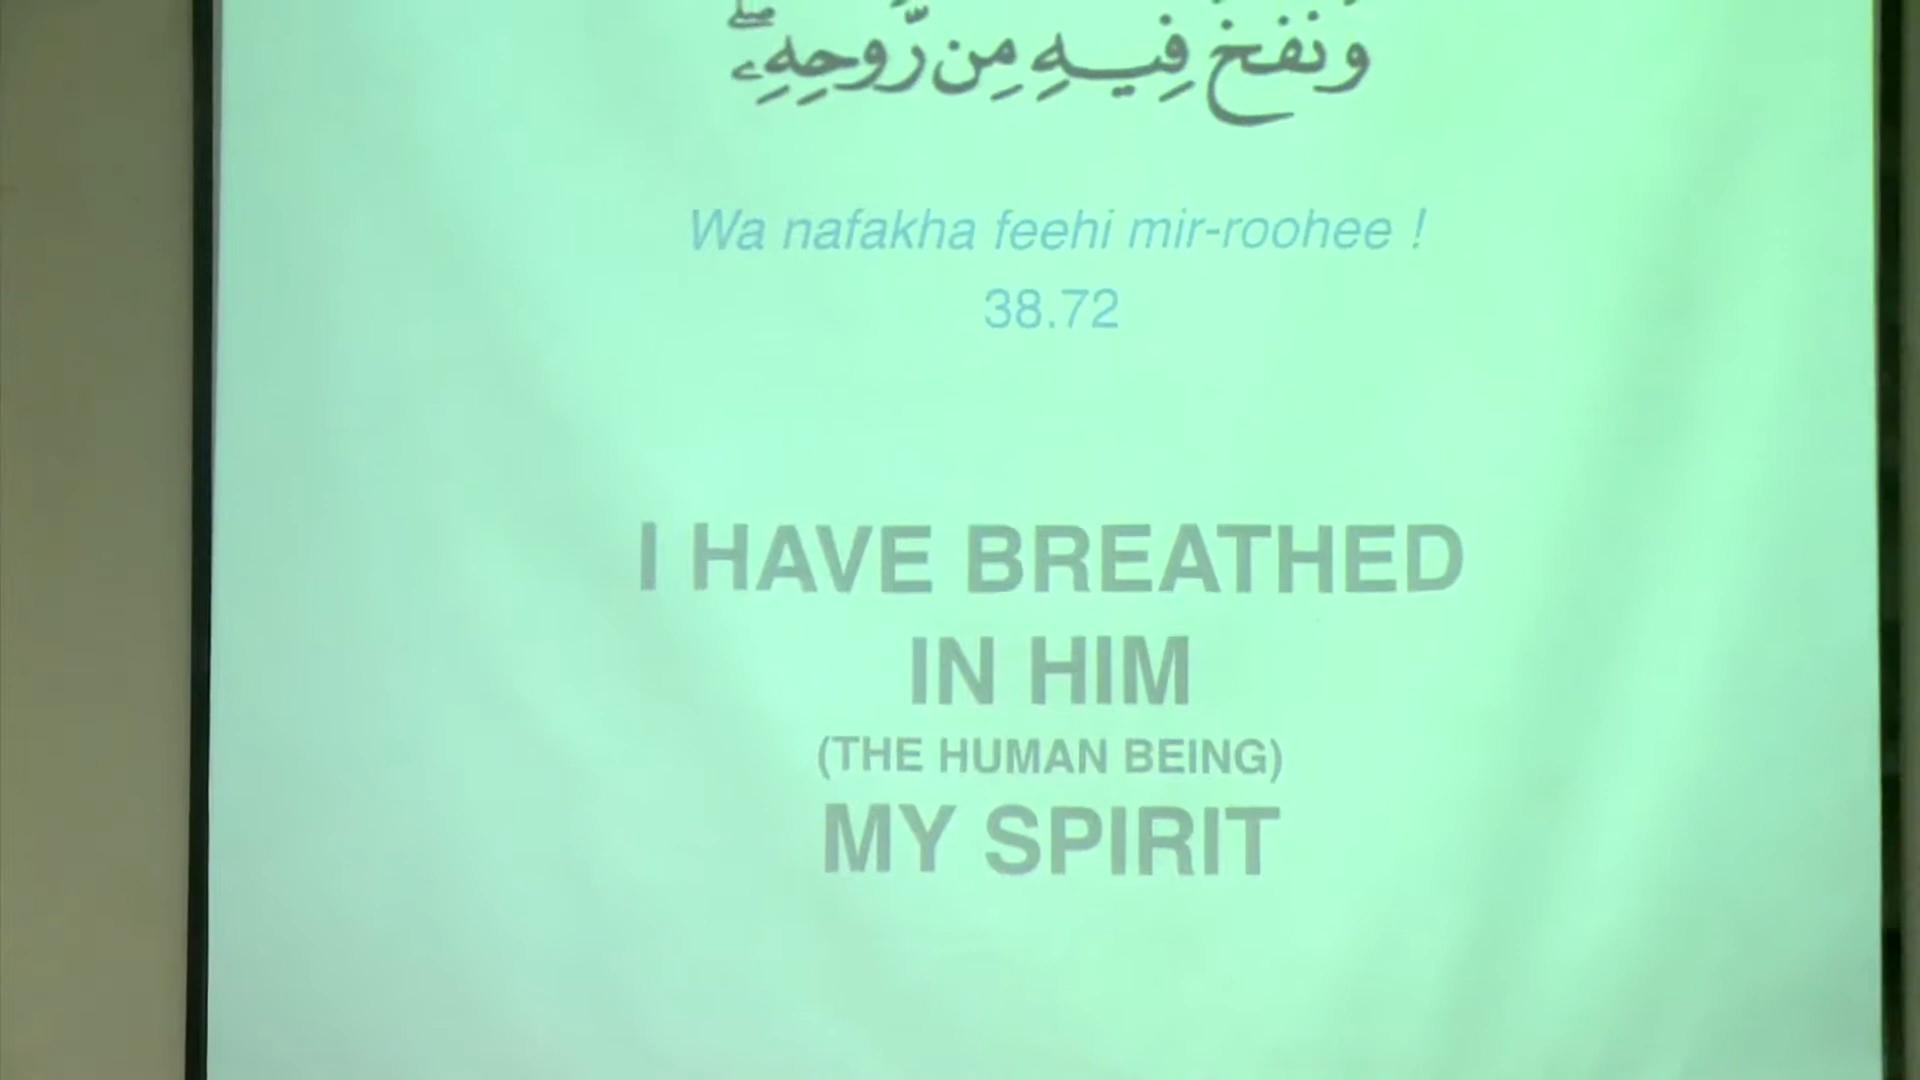 وَنَفَخَ فِيهِ مِن رُّوحِهِۦۖ
Wa nafakha feehi mir-roohee !
38.72
I HAVE BREATHED
IN HIM
(THE HUMAN BEING)
MY SPIRIT